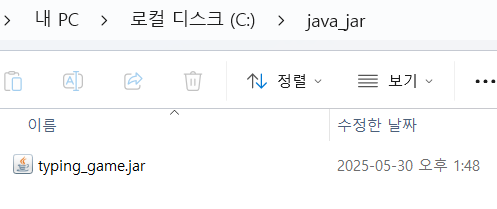 내 PC > 로컬 디스크 (C:) > java_jar
정렬 보기
이름 수정한 날짜
typing_game.jar 2025-05-30 오후 1:48